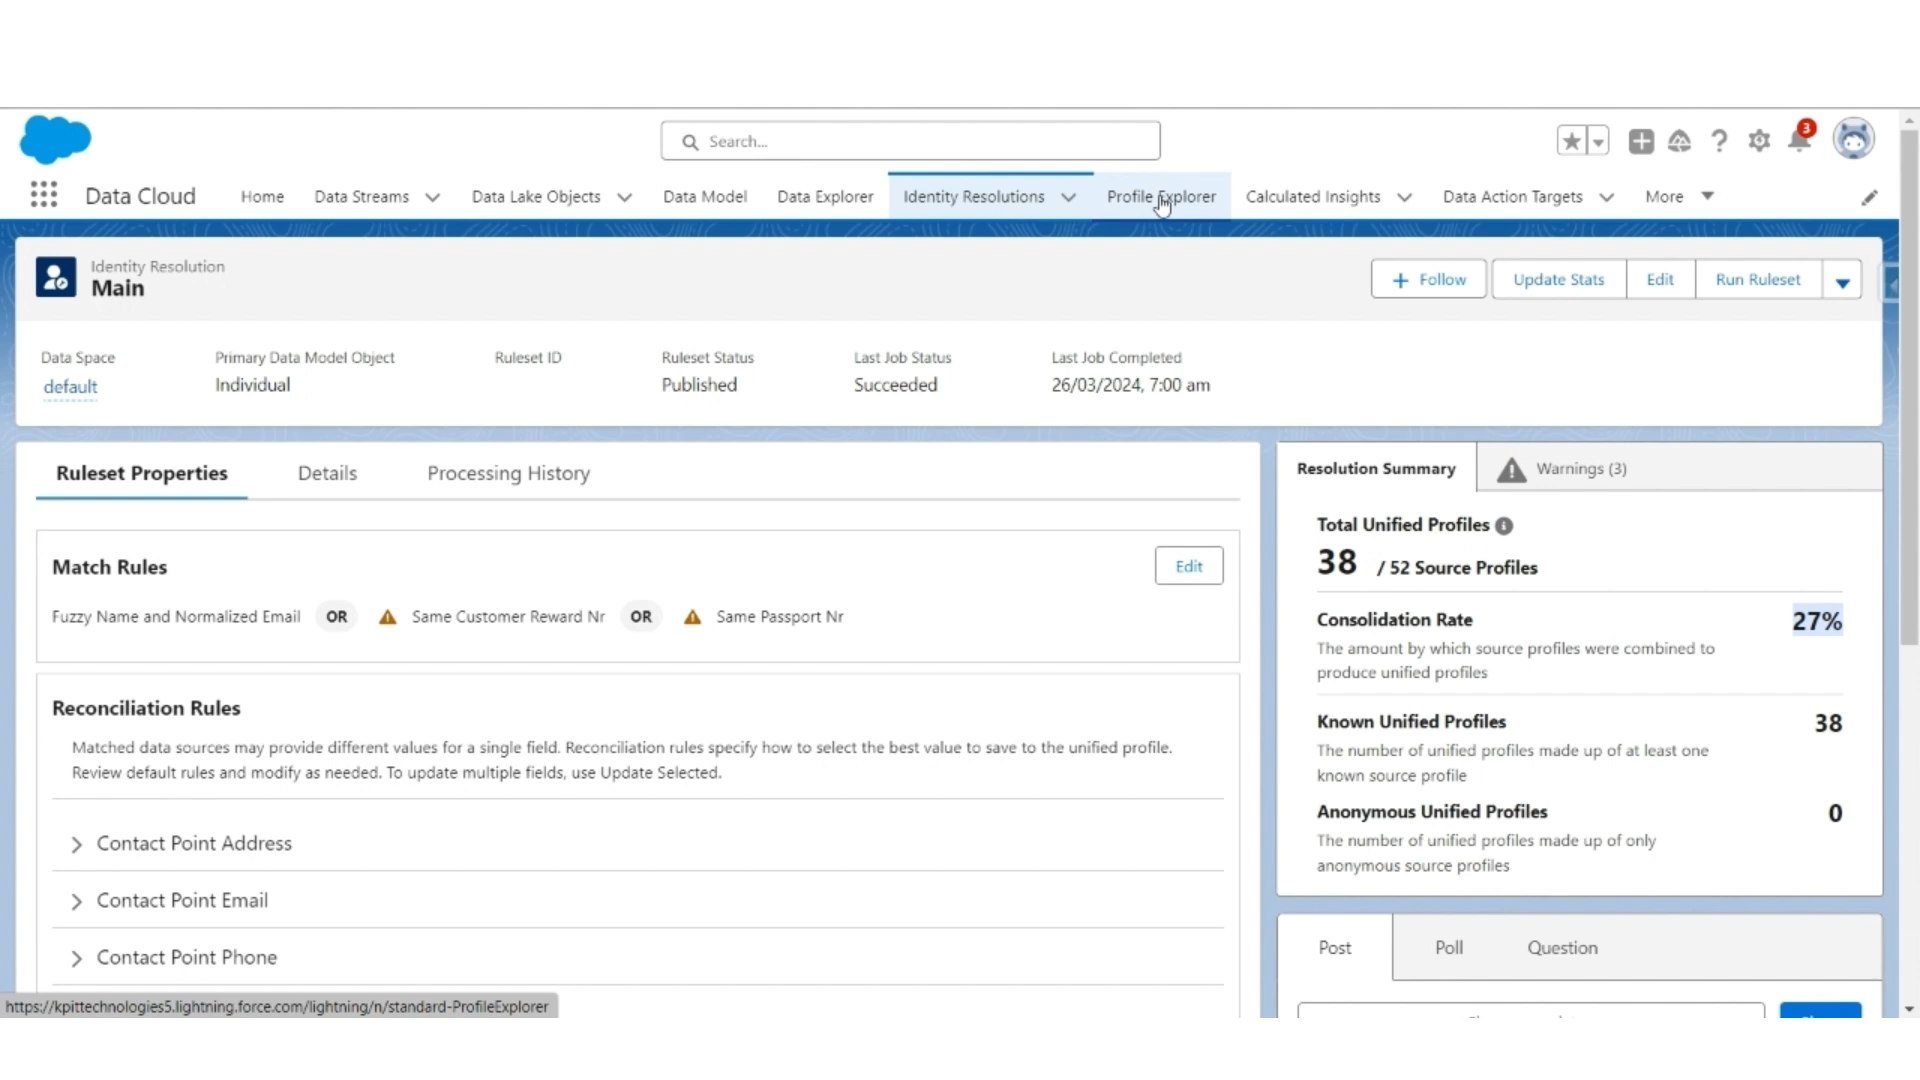 Search...
3
Data Cloud Home Data Streams Data Lake Objects Data Model Data Explorer Identity Resolutions Profile Explorer Calculated Insights Data Action Targets More
Identity Resolution
Main
Follow Update Stats Edit Run Ruleset
Data Space Primary Data Model Object Ruleset ID Ruleset Status Last Job Status Last Job Completed
default Individual Published Succeeded 26/03/2024, 7:00 am
Ruleset Properties Details Processing History
Match Rules Edit
Fuzzy Name and Normalized Email OR Same Customer Reward Nr OR Same Passport Nr
Reconciliation Rules
Matched data sources may provide different values for a single field. Reconciliation rules specify how to select the best value to save to the unified profile.
Review default rules and modify as needed. To update multiple fields, use Update Selected.
Contact Point Address
Contact Point Email
Contact Point Phone
Resolution Summary Warnings (3)
Total Unified Profiles
38 / 52 Source Profiles
Consolidation Rate 27%
The amount by which source profiles were combined to
produce unified profiles
Known Unified Profiles 38
The number of unified profiles made up of at least one
known source profile
Anonymous Unified Profiles 0
The number of unified profiles made up of only
anonymous source profiles
Post Poll Question
https://kpittechnologies5.lightning.force.com/lightning/n/standard-ProfileExplorer